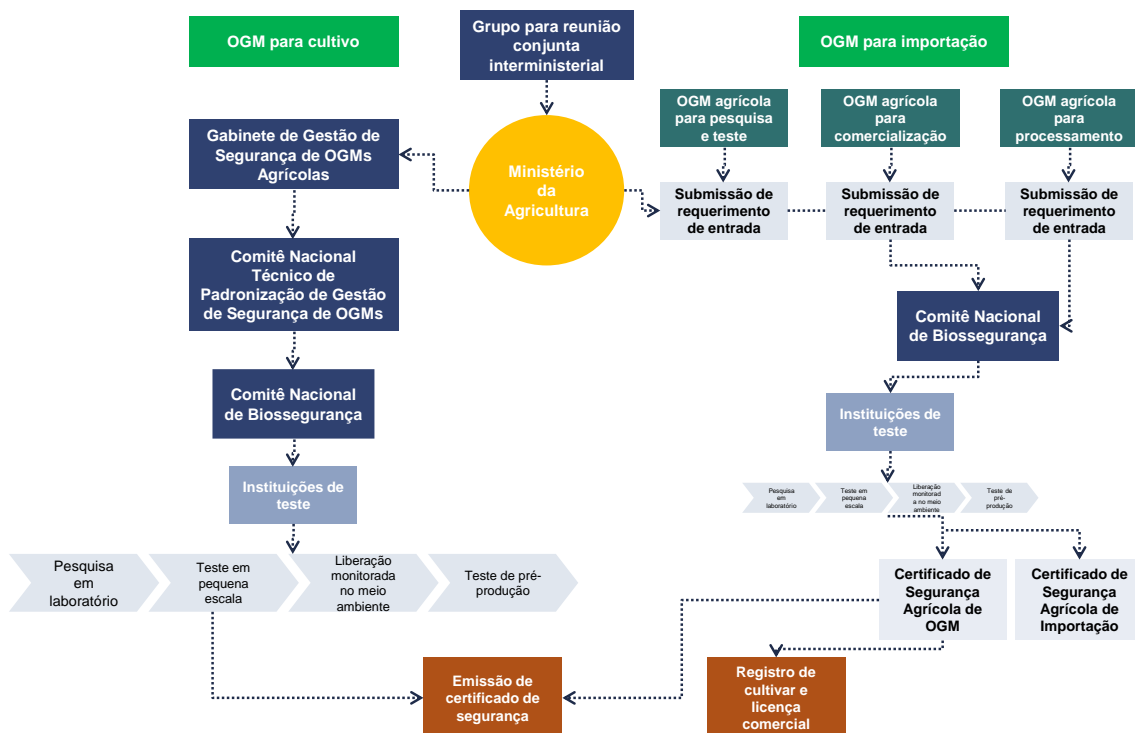 OGM para cultivo
Grupo para reunião
conjunta
interministerial
OGM para importação
OGM agrícola
para pesquisa
e teste
OGM agrícola
para
comercialização
OGM agrícola
para
processamento
Gabinete de Gestão de
Segurança de OGMs
Agrícolas
Ministério
da
Agricultura
Submissão de
requerimento
de entrada
Submissão de
requerimento
de entrada
Submissão de
requerimento
de entrada
Comitê Nacional
Técnico de
Padronização de Gestão
de Segurança de OGMs
Comitê Nacional
de Biossegurança
Comitê Nacional
de Biossegurança
Instituições de
teste
Instituições de
teste
Pesquisa
em
laboratório
Teste em
pequena
escala
Liberação
monitorad
a no meio
ambiente
Teste de
pré-
produção
Pesquisa
em
laboratório
Teste em
pequena
escala
Liberação
monitorada
no meio
ambiente
Teste de pré-
produção
Certificado de
Segurança
Agrícola de
OGM
Certificado de
Segurança
Agrícola de
Importação
Emissão de
certificado de
segurança
Registro de
cultivar e
licença
comercial